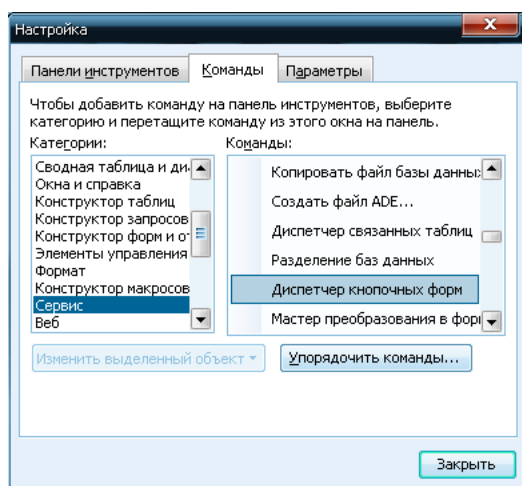 Настройка
Панели инструментов
Команды
Параметры
Чтобы добавить команду на панель инструментов, выберите
категорию и перетащите команду из этого окна на панель.
Категории:
Сводная таблица и ди
Окна и справка
Конструктор таблиц
Конструктор запросов
Конструктор форм и о
Элементы управления
Формат
Конструктор макросов
Сервис
Веб
Команды:
Копировать файл базы данны
Создать файл ADE...
Диспетчер связанных таблиц
Разделение баз данных
Диспетчер кнопочных форм
Мастер преобразования в фор
Изменить выделенный объект
Упорядочить команды...
Закрыть